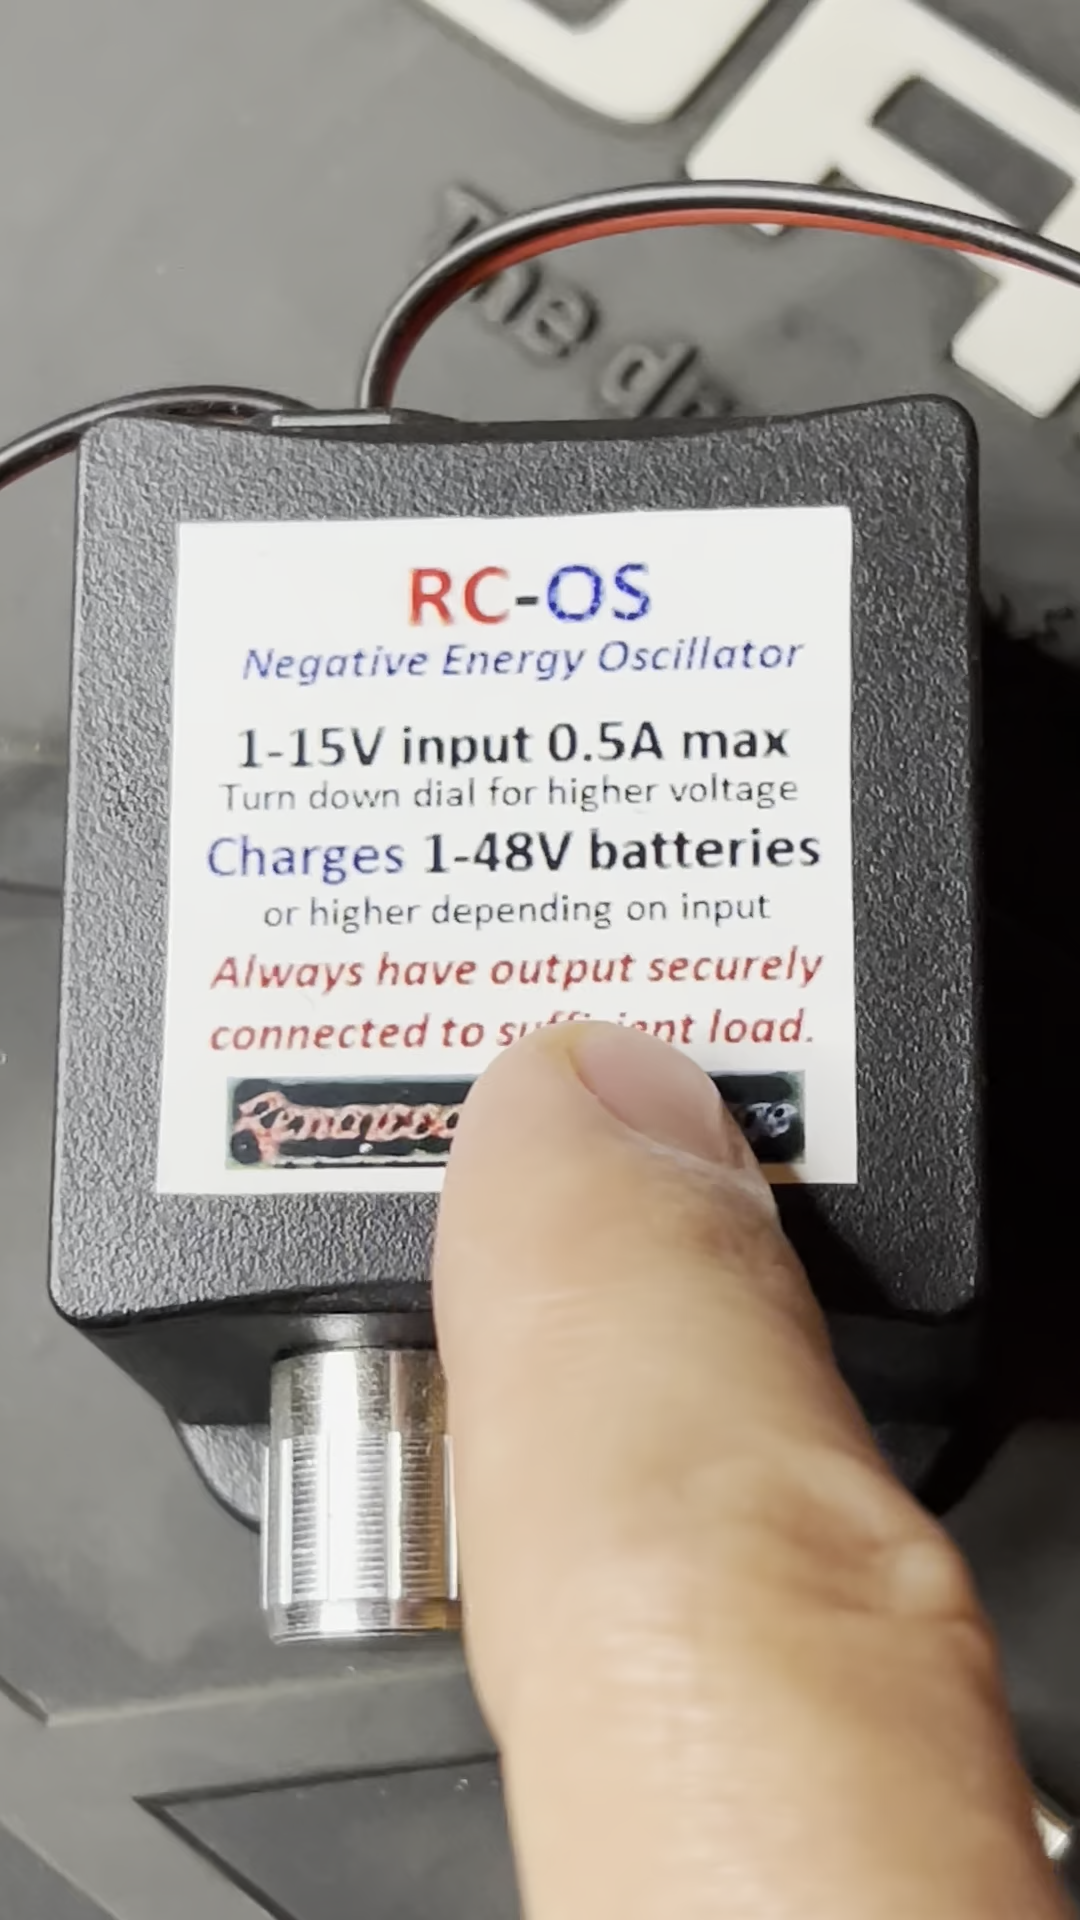 The
RC-OS
Negative Energy Oscillator
1-15V input 0.5A max
Turn down dial for higher voltage
Charges 1-48V batteries
or higher depending on input
Always have output securely
connected to load.